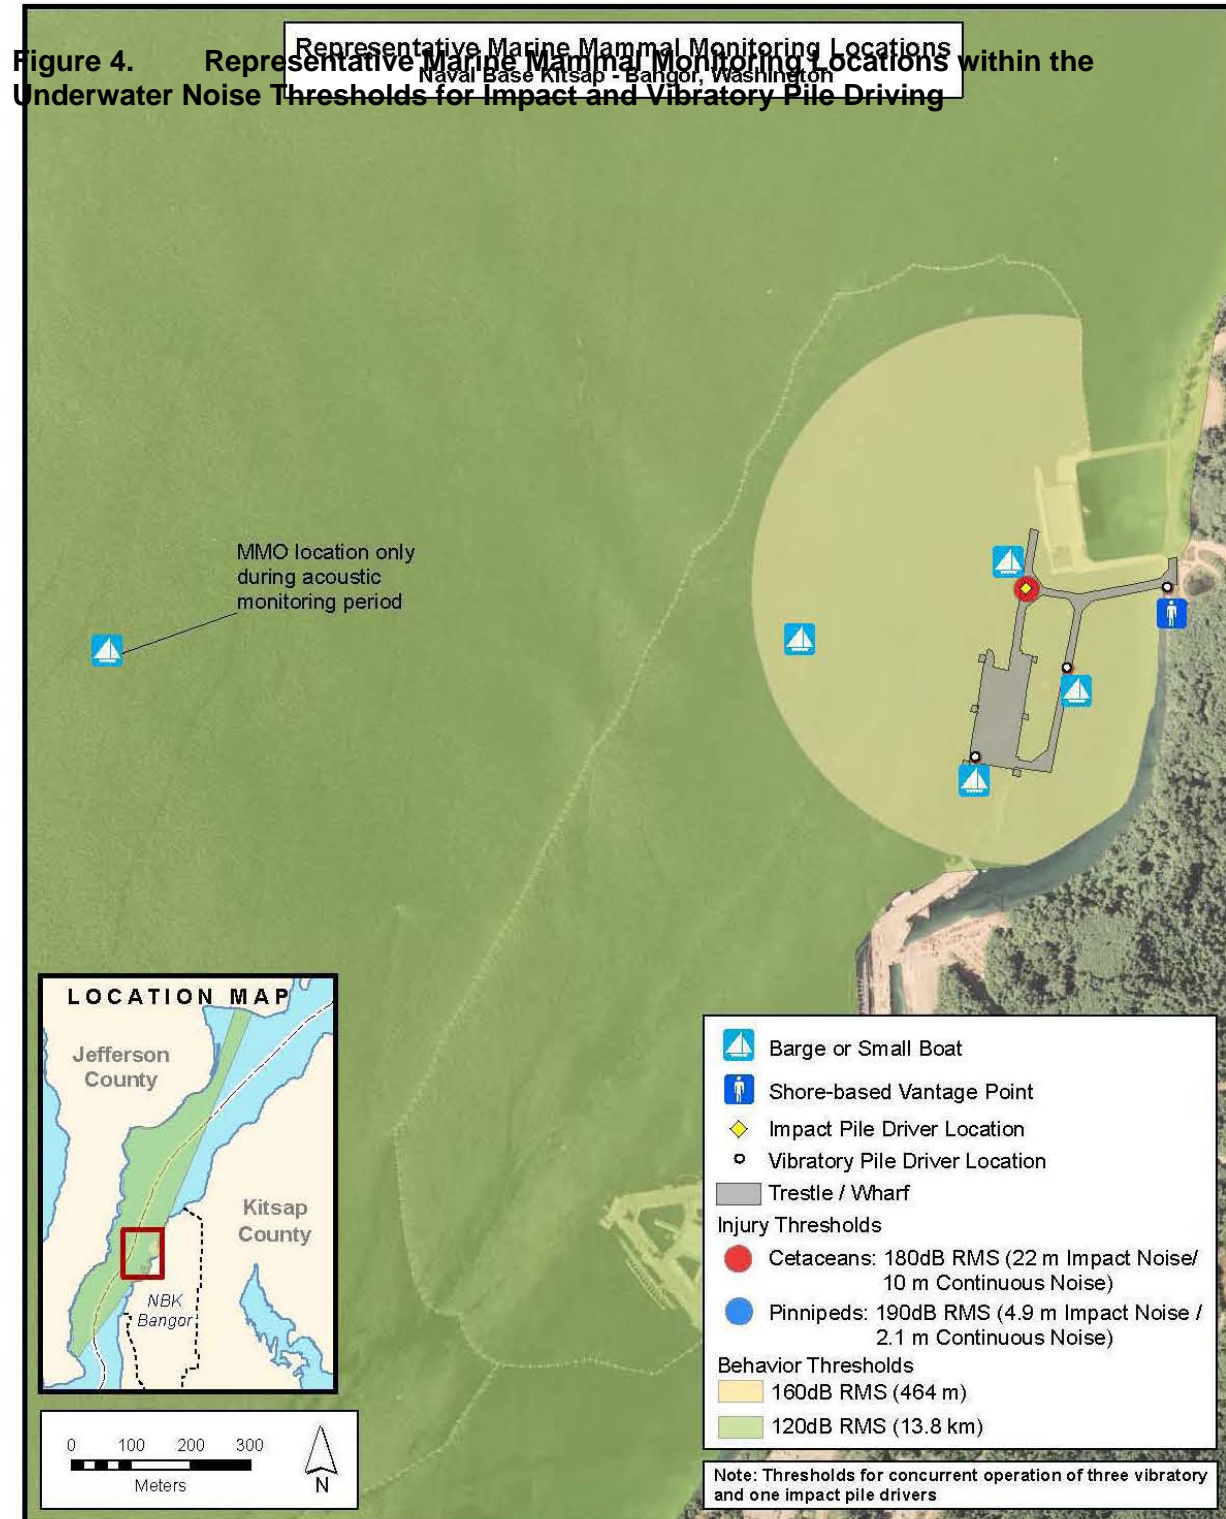 Representative Marine Mammal Monitoring Locations
Naval Base Kitsap - Bangor, Washington
Figure 4. Representative Marine Mammal Monitoring Locations within the
Underwater Noise Thresholds for Impact and Vibratory Pile Driving
MMO location only
during acoustic
monitoring period
LOCATION MAP
Jefferson
County
Kitsap
County
NBK
Bangor
0 100 200 300
Meters
N
Barge or Small Boat
Shore-based Vantage Point
Impact Pile Driver Location
Vibratory Pile Driver Location
Trestle / Wharf
Injury Thresholds
Cetaceans: 180dB RMS (22 m Impact Noise/
10 m Continuous Noise)
Pinnipeds: 190dB RMS (4.9 m Impact Noise /
2.1 m Continuous Noise)
Behavior Thresholds
160dB RMS (464 m)
120dB RMS (13.8 km)
Note: Thresholds for concurrent operation of three vibratory
and one impact pile drivers